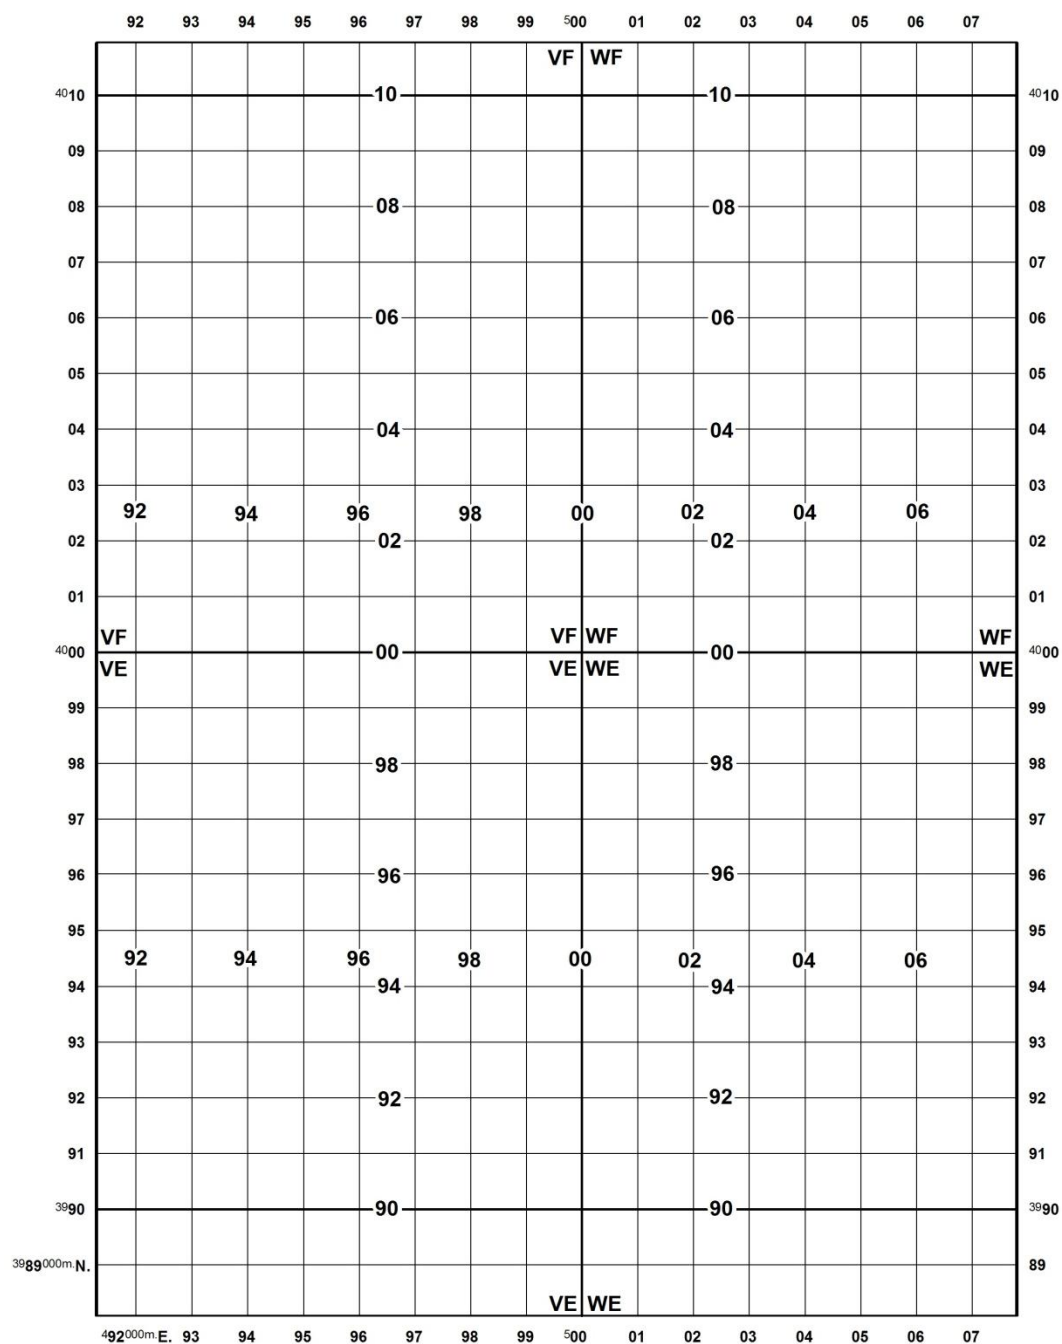 92 93 94 95 96 97 98 99 500 01 02 03 04 05 06 07
VF WF
4010 10 10 4010
09 09
08 08 08 08
07 07
06 06 06 06
05 05
04 04 04 04
03 03
92 94 96 98 00 02 04 06
02 02 02 02
01 01
VF VF WF WF
4000 00 00 4000
VE VE WE WE
99 99
98 98 98 98
97 97
96 96 96 96
95 95
92 94 96 98 00 02 04 06
94 94 94 94
93 93
92 92 92 92
91 91
3990 90 90 3990
3989000m.N. 89
VE WE
492000m.E. 93 94 95 96 97 98 99 500 01 02 03 04 05 06 07